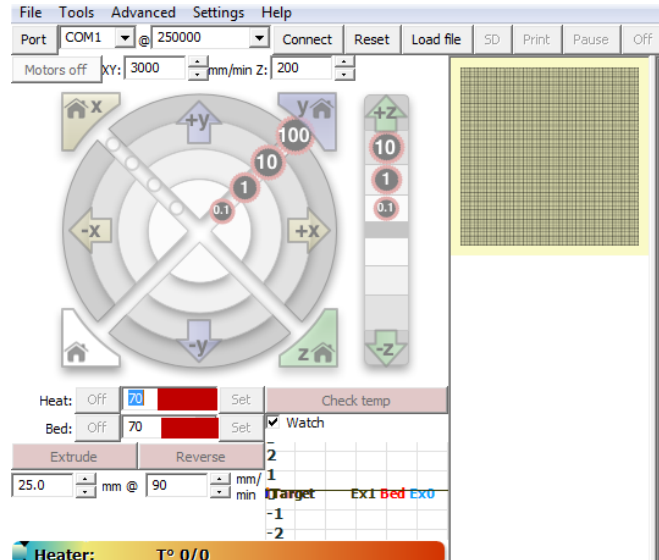 File Tools Advanced Settings Help
Port COM1 @ 250000 Connect Reset Load file SD Print Pause Off
Motors off XY: 3000 mm/min Z: 200
x y +z
+y 100 10
10 1
1 0.1
0.1
-x +x
-y z -z
Heat: Off 70 Set Check temp
Bed: Off 70 Set Watch
Extrude Reverse 2
25.0 mm @ 90 mm/min 1
Target Ex1 Bed Ex0
-1
-2
Heater: T° 0/0